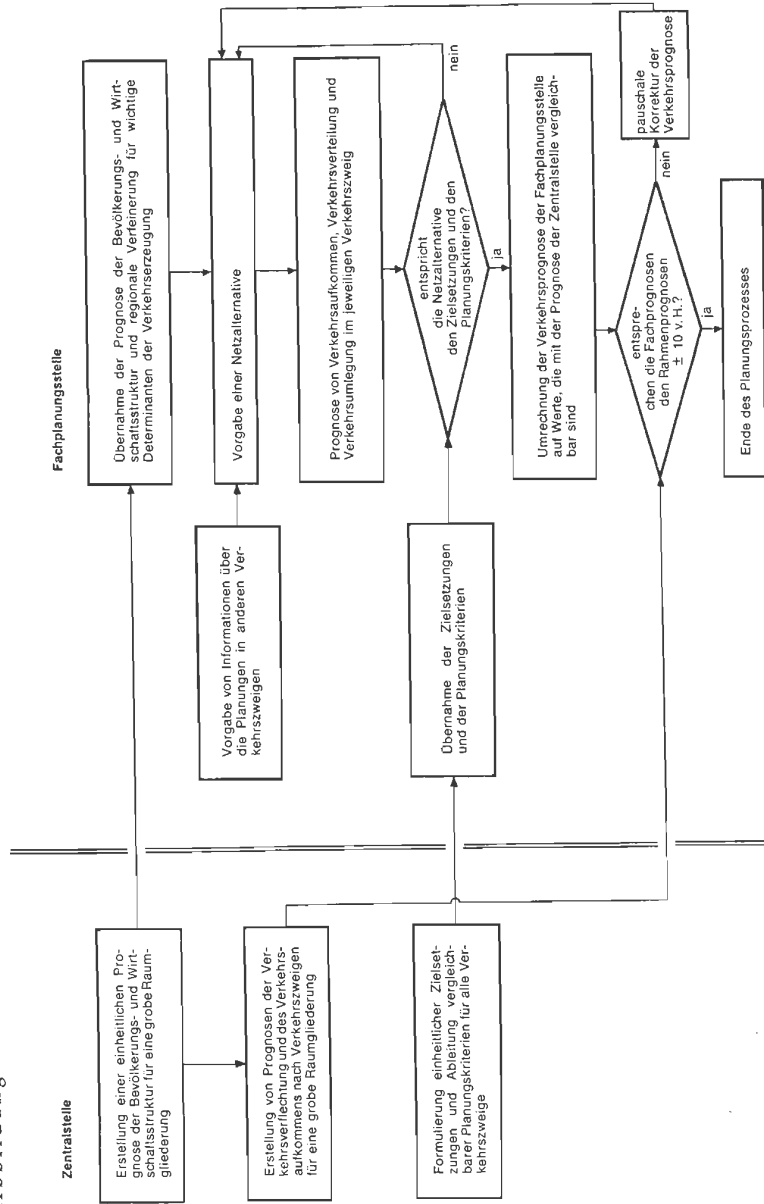 Zentralstelle
Erstellung einer einheitlichen Pro-
gnose der Bevölkerungs- und Wirt-
schaftsstruktur für eine grobe Raum-
gliederung
Erstellung von Prognosen der Ver-
kehrsverflechtung und des Verkehrs-
aufkommens nach Verkehrszweigen
für eine grobe Raumgliederung
Formulierung einheitlicher Zielset-
zungen und Ableitung vergleich-
barer Planungskriterien für alle Ver-
kehrszweige
Fachplanungsstelle
Übernahme der Prognose der Bevölkerungs- und Wirt-
schaftsstruktur und regionale Verfeinerung für wichtige
Determinanten der Verkehrserzeugung
Vorgabe von Informationen über
die Planungen in anderen Ver-
kehrszweigen
Vorgabe einer Netzalternative
Prognose von Verkehrsaufkommen, Verkehrsverteilung und
Verkehrsumlegung im jeweiligen Verkehrszweig
Übernahme der Zielsetzungen
und der Planungskriterien
entspricht
die Netzalternative
den Zielsetzungen und den
Planungskriterien?
nein
ja
Umrechnung der Verkehrsprognose der Fachplanungsstelle
auf Werte, die mit der Prognose der Zentralstelle vergleich-
bar sind
entspre-
chen die Fachprognosen
den Rahmenprognosen
± 10 v. H.?
nein
pauschale
Korrektur der
Verkehrsprognose
ja
Ende des Planungsprozesses